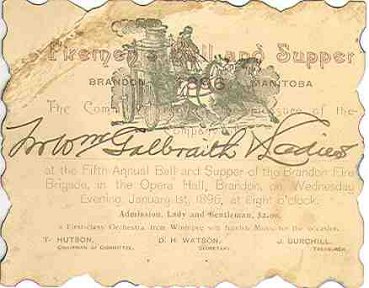 Firemen's Ball and Supper
BRANDON 1896 MANITOBA
The Committee pleasure of the
company of
Mr Wm Galbraith & Ladies
at the Fifth Annual Ball and Supper of the Brandon Fire
Brigade, in the Opera Hall, Brandon, on Wednesday
Evening, January 1st, 1896, at Eight o'clock.
Admission, Lady and Gentleman, $2.00.
a First-class Orchestra from Winnipeg will furnish Music for the occasion.
T. HUTSON. D. H. WATSON. J. BURCHILL.
CHAIRMAN OF COMMITTEE. SECRETARY. TREASURER.